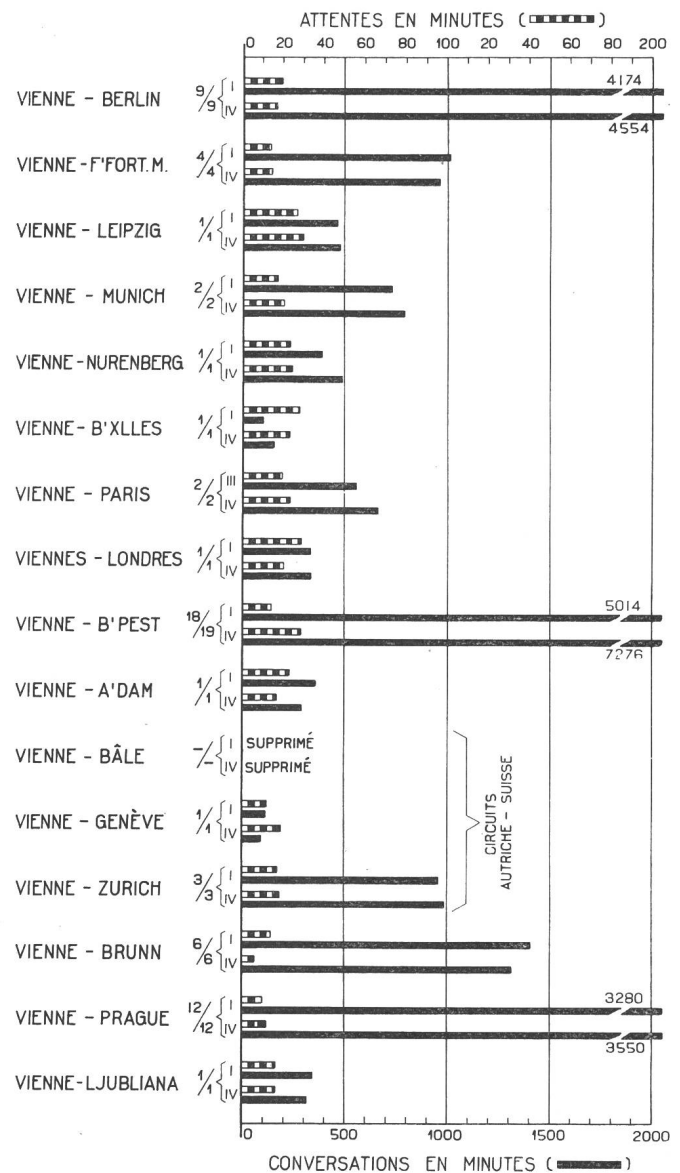 ATTENTES EN MINUTES ( )
0 20 40 60 80 100 20 40 60 80 200
VIENNE - BERLIN 9/9 { I IV
4174
4554
VIENNE - F'FORT. M. 4/4 { I IV
VIENNE - LEIPZIG 1/1 { I IV
VIENNE - MUNICH 2/2 { I IV
VIENNE - NURENBERG 1/1 { I IV
VIENNE - B'XLLES 1/1 { I IV
VIENNE - PARIS 2/2 { III IV
VIENNES - LONDRES 1/1 { I IV
VIENNE - B'PEST 18/19 { I IV
5014
7276
VIENNE - A'DAM 1/1 { I IV
VIENNE - BÂLE -/- { I IV
SUPPRIMÉ
SUPPRIMÉ
VIENNE - GENÈVE 1/1 { I IV
VIENNE - ZURICH 3/3 { I IV
CIRCUITS
AUTRICHE - SUISSE
VIENNE - BRUNN 6/6 { I IV
VIENNE - PRAGUE 12/12 { I IV
3280
3550
VIENNE - LJUBLIANA 1/1 { I IV
0 500 1000 1500 2000
CONVERSATIONS EN MINUTES ( )